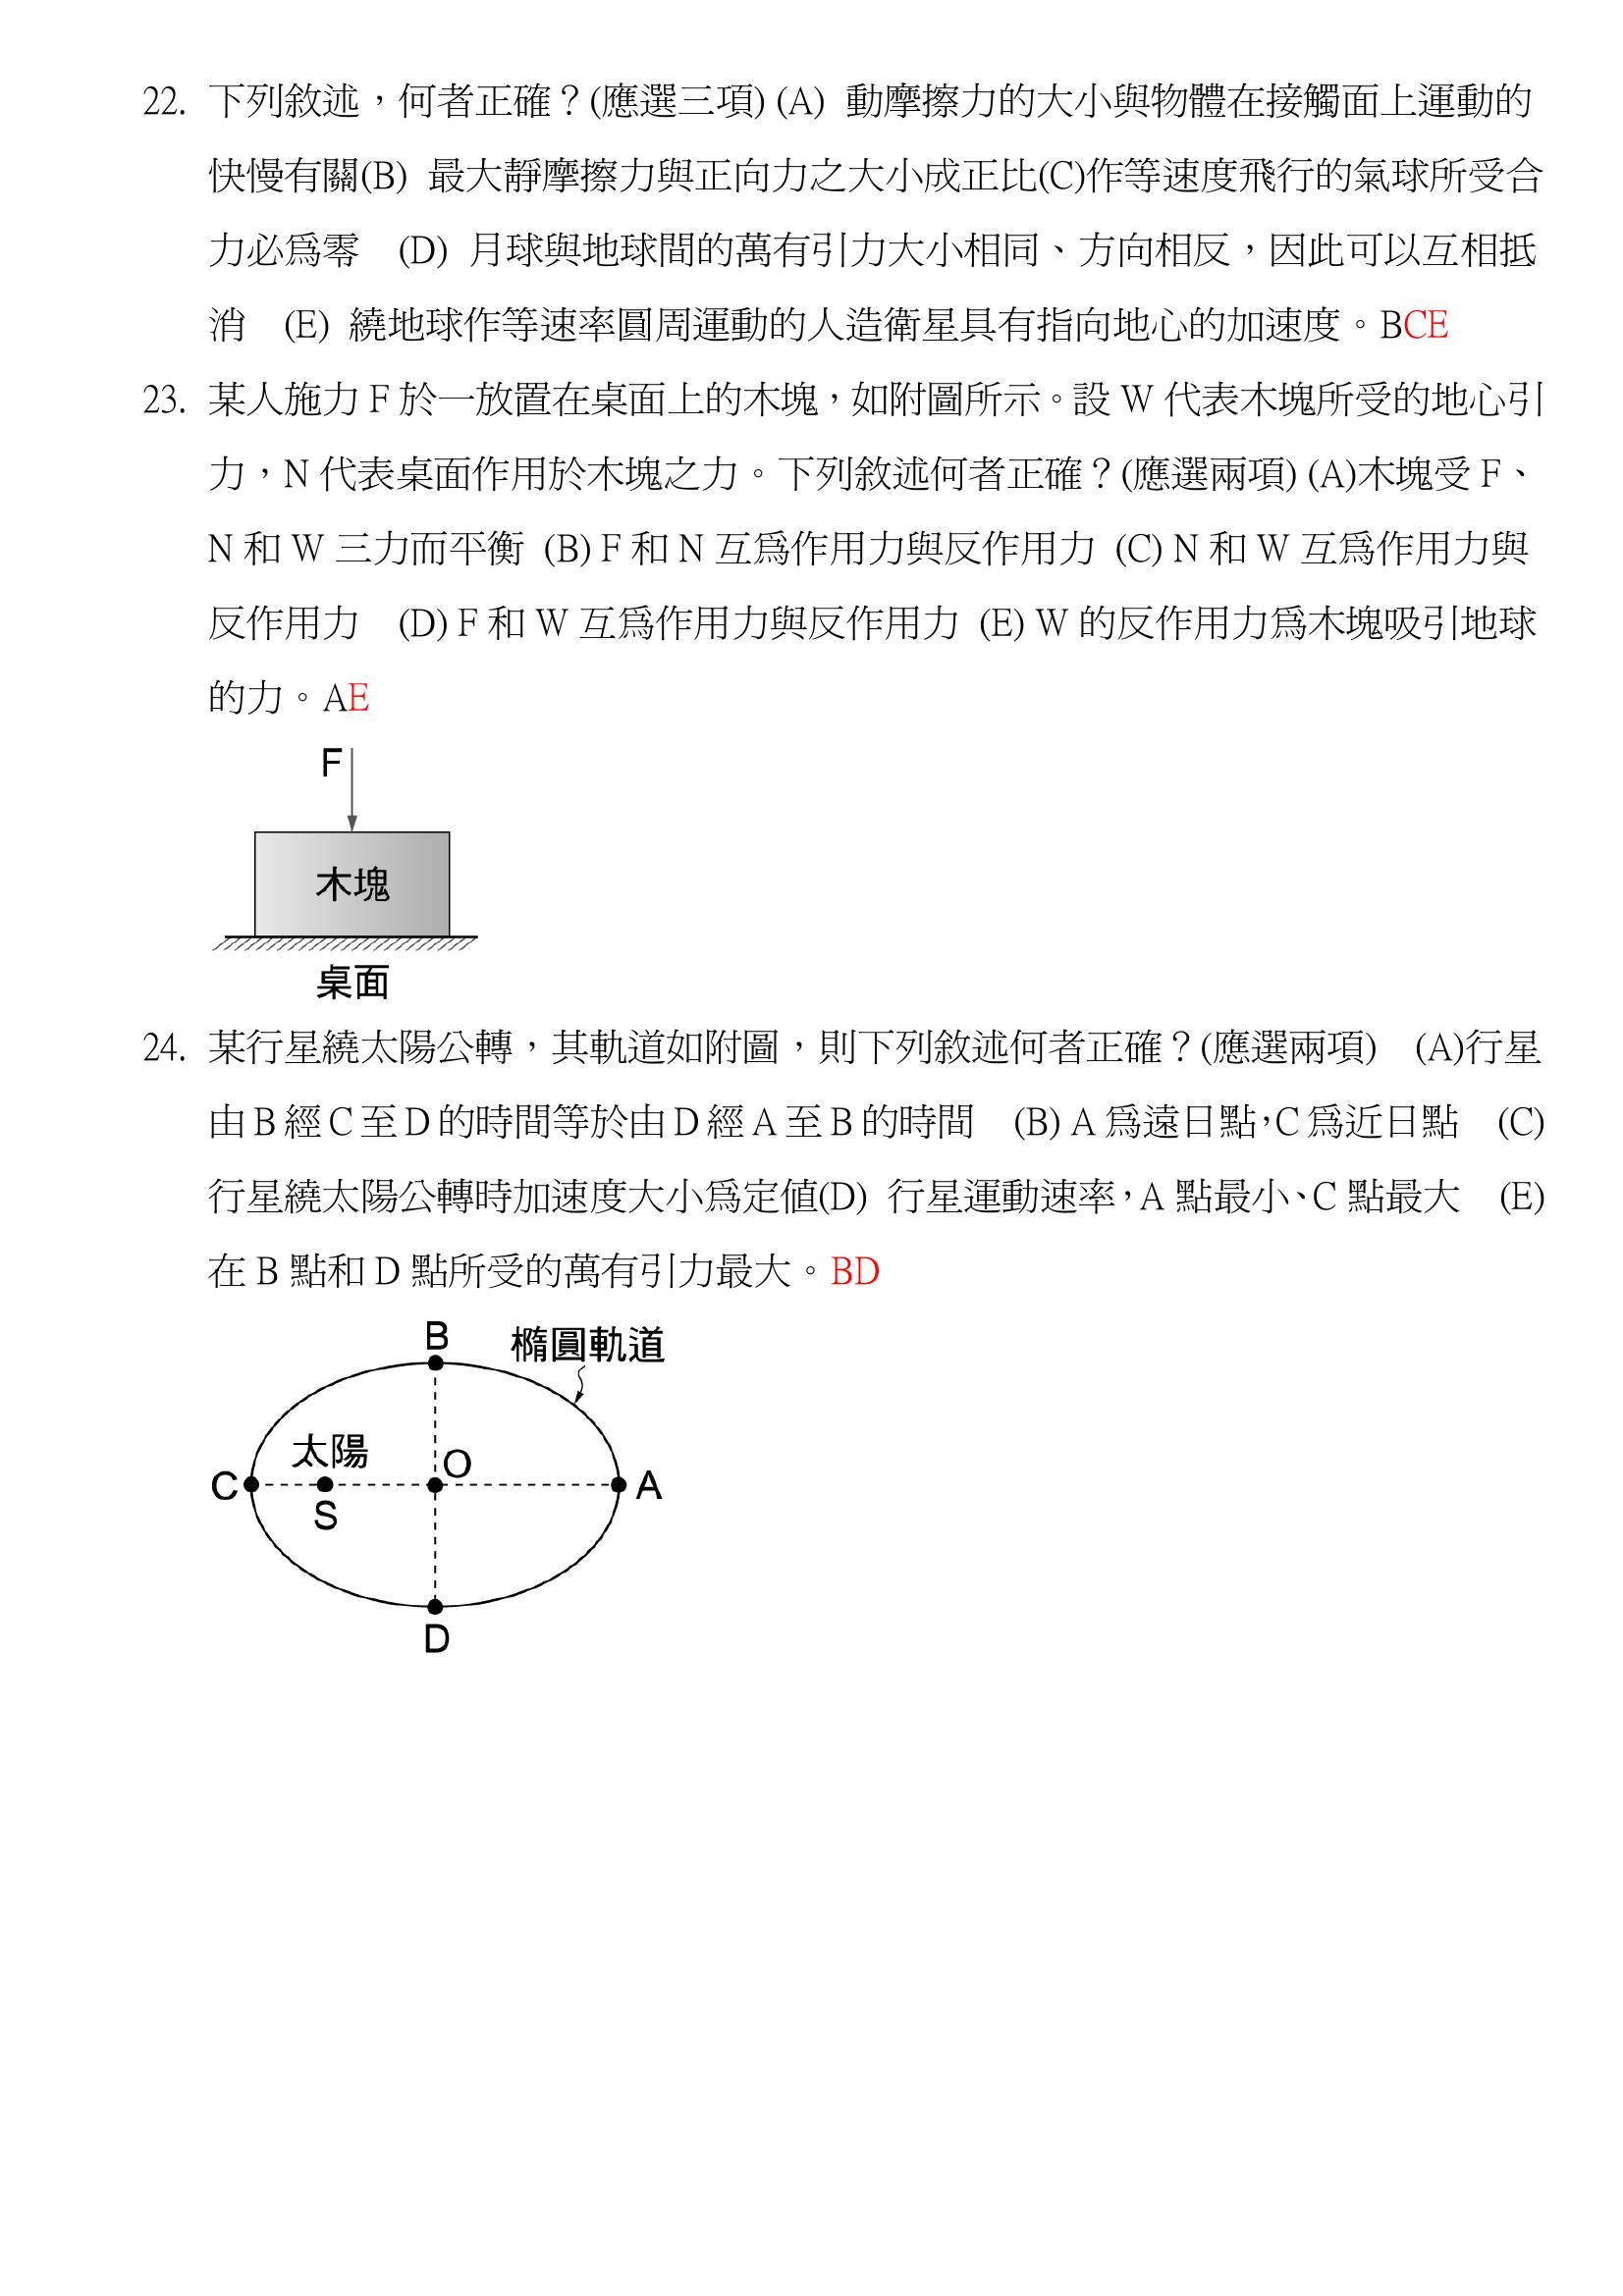 22. 下列敘述，何者正確？(應選三項) (A) 動摩擦力的大小與物體在接觸面上運動的
快慢有關(B) 最大靜摩擦力與正向力之大小成正比(C)作等速度飛行的氣球所受合
力必為零　(D) 月球與地球間的萬有引力大小相同、方向相反，因此可以互相抵
消　(E) 繞地球作等速率圓周運動的人造衛星具有指向地心的加速度。BCE
23. 某人施力 F 於一放置在桌面上的木塊，如附圖所示。設 W 代表木塊所受的地心引
力，N 代表桌面作用於木塊之力。下列敘述何者正確？(應選兩項) (A)木塊受 F、
N 和 W 三力而平衡 (B) F 和 N 互為作用力與反作用力 (C) N 和 W 互為作用力與
反作用力　(D) F 和 W 互為作用力與反作用力 (E) W 的反作用力為木塊吸引地球
的力。AE
F
木塊
桌面
24. 某行星繞太陽公轉，其軌道如附圖，則下列敘述何者正確？(應選兩項)　(A)行星
由 B 經 C 至 D 的時間等於由 D 經 A 至 B 的時間　(B) A 為遠日點，C 為近日點　(C)
行星繞太陽公轉時加速度大小為定值(D) 行星運動速率，A 點最小、C 點最大　(E)
在 B 點和 D 點所受的萬有引力最大。BD
B
橢圓軌道
太陽
O
C
A
S
D